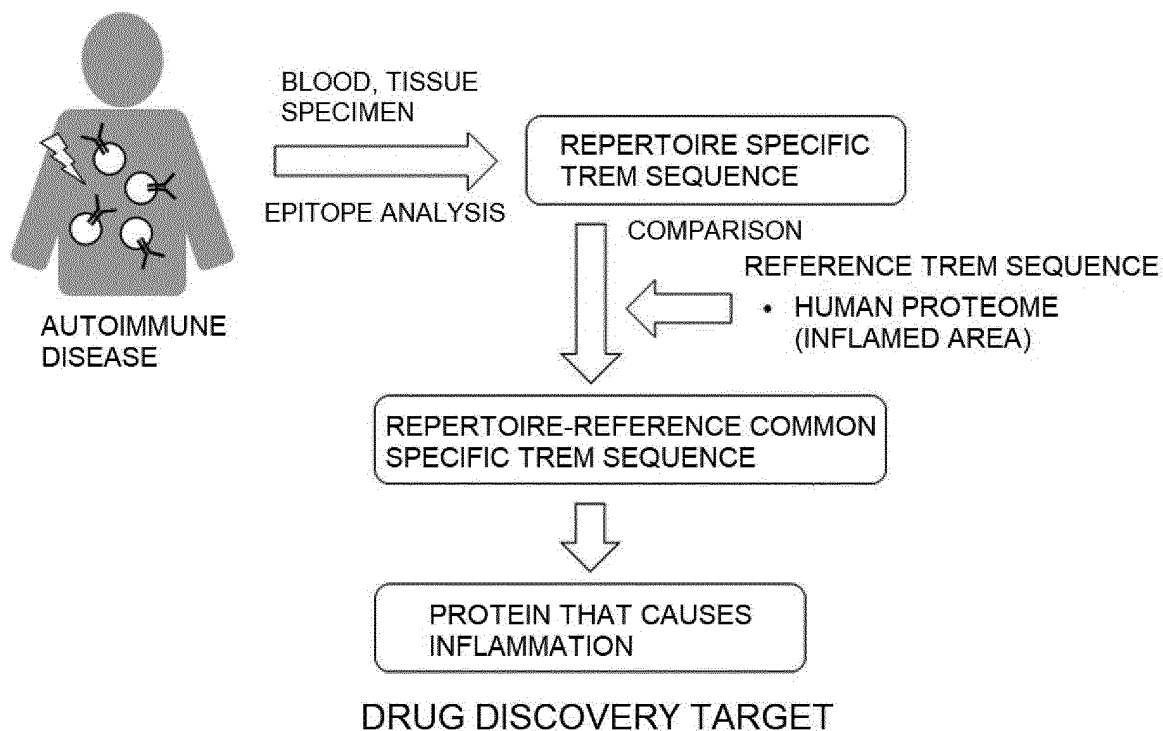 BLOOD, TISSUE
SPECIMEN
EPITOPE ANALYSIS
AUTOIMMUNE
DISEASE
REPERTOIRE SPECIFIC
TREM SEQUENCE
COMPARISON
REFERENCE TREM SEQUENCE
• HUMAN PROTEOME
(INFLAMED AREA)
REPERTOIRE-REFERENCE COMMON
SPECIFIC TREM SEQUENCE
PROTEIN THAT CAUSES
INFLAMMATION
DRUG DISCOVERY TARGET